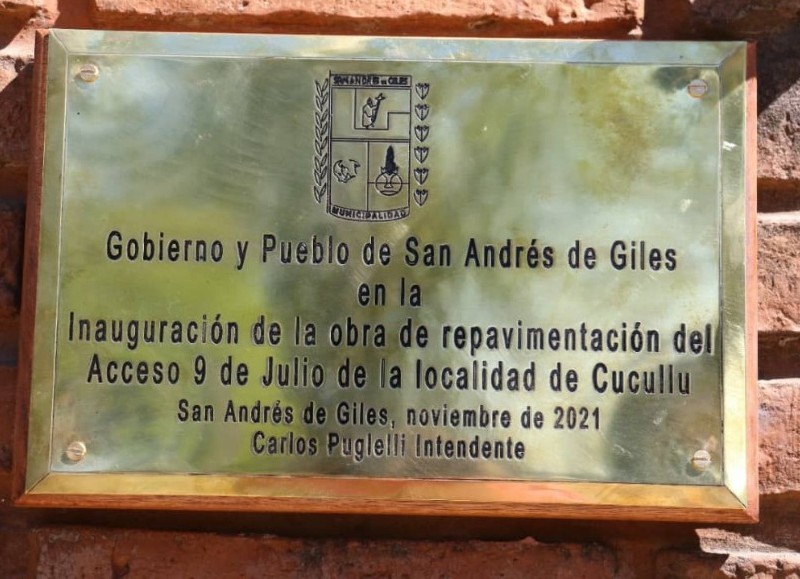 SAN ANDRES DE GILES
MUNICIPALIDAD
Gobierno y Pueblo de San Andrés de Giles
en la
Inauguración de la obra de repavimentación del
Acceso 9 de Julio de la localidad de Cucullu
San Andrés de Giles, noviembre de 2021
Carlos Puglelli Intendente